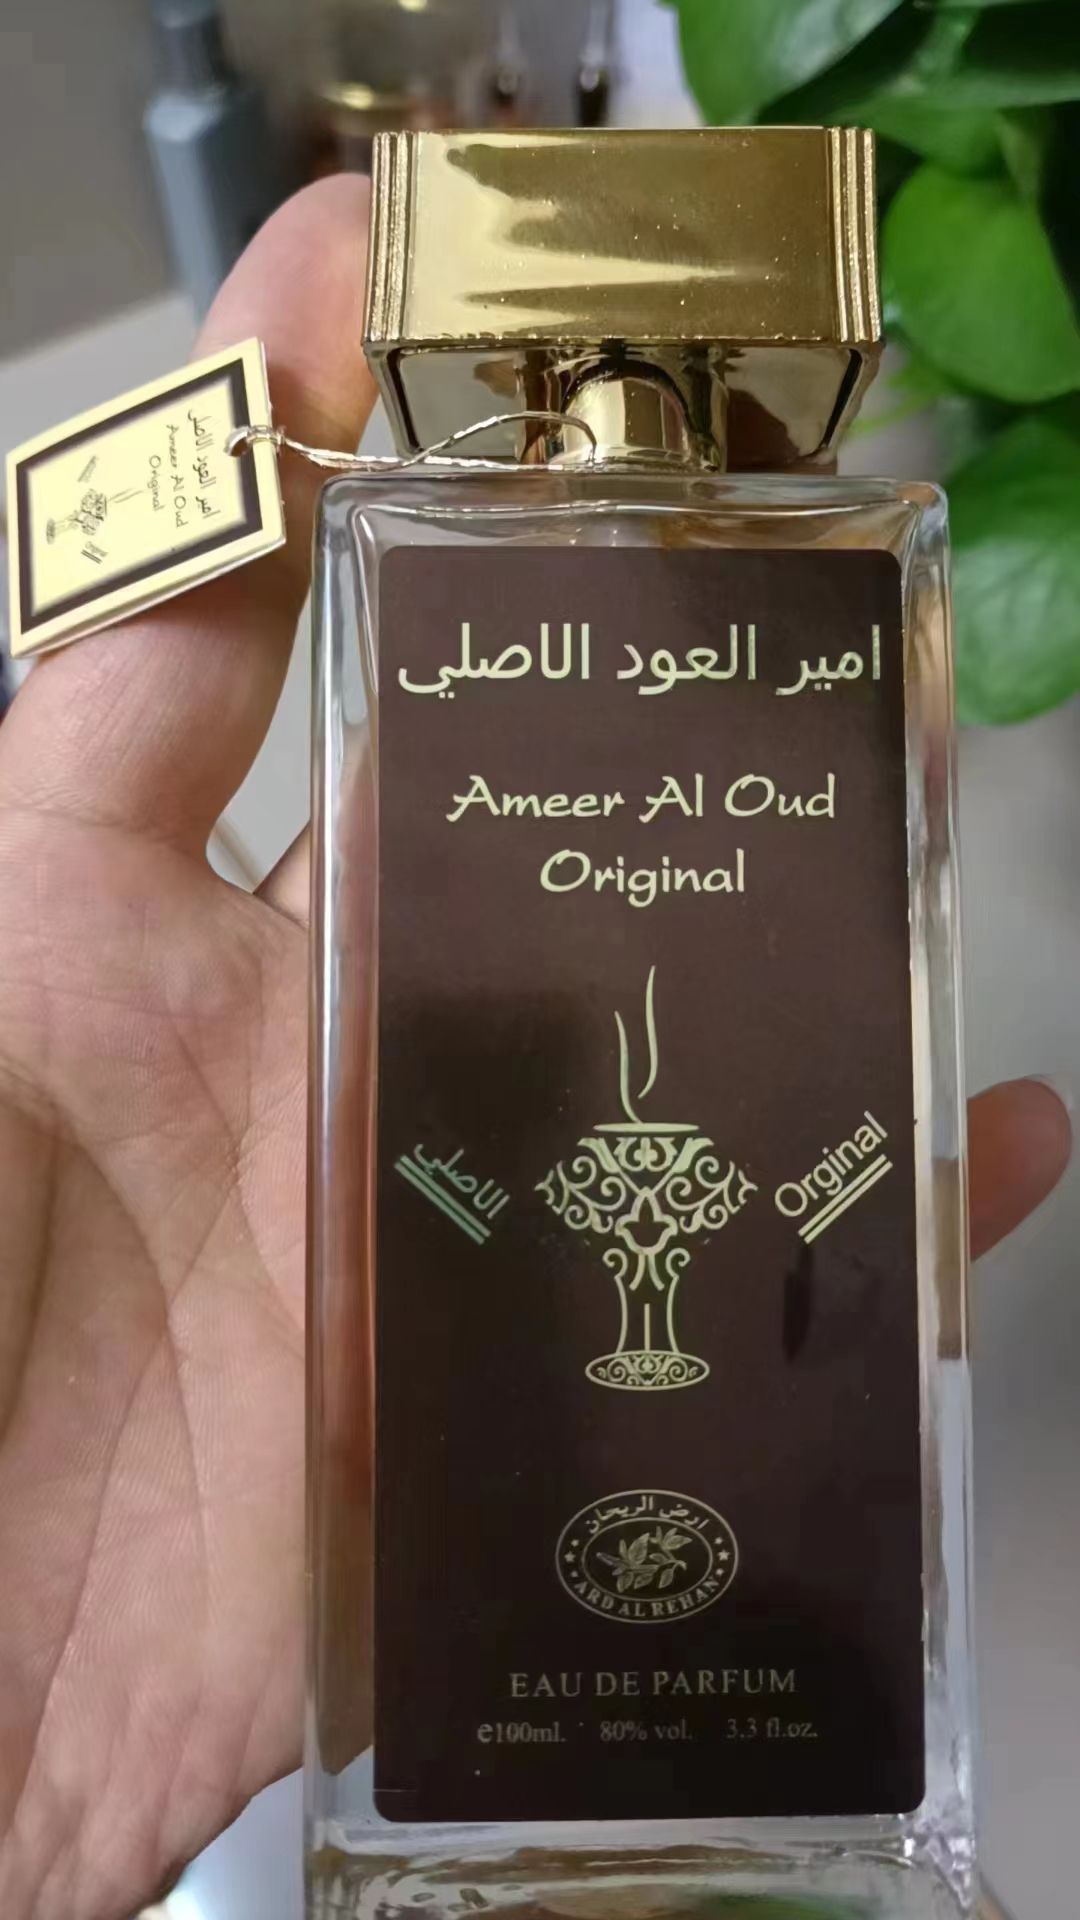 امير العود الاصلي
Ameer Al Oud
Original
امير العود الاصلي
Ameer Al Oud
Original
الاصلي
Orginal
ارض الريحان
ARD AL REHAN
EAU DE PARFUM
e100ml. 80% vol. 3.3 fl.oz.